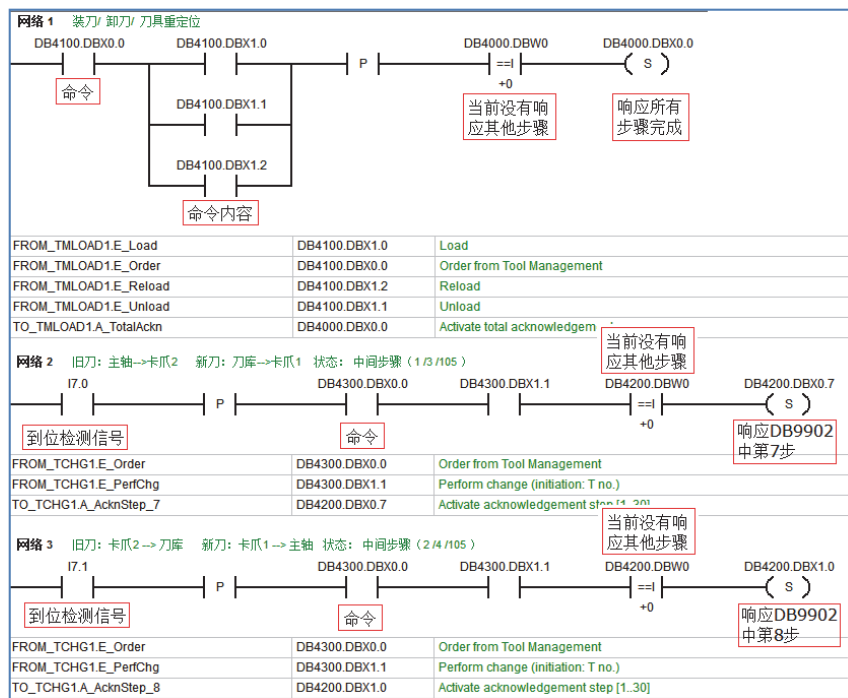 网络 1 装刀/ 卸刀/ 刀具重定位
DB4100.DBX0.0 DB4100.DBX1.0 DB4000.DBW0 DB4000.DBX0.0
P ==I S
+0
命令
DB4100.DBX1.1
当前没有响
应其他步骤
响应所有
步骤完成
DB4100.DBX1.2
命令内容
FROM_TMLOAD1.E_Load DB4100.DBX1.0 Load
FROM_TMLOAD1.E_Order DB4100.DBX0.0 Order from Tool Management
FROM_TMLOAD1.E_Reload DB4100.DBX1.2 Reload
FROM_TMLOAD1.E_Unload DB4100.DBX1.1 Unload
TO_TMLOAD1.A_TotalAckn DB4000.DBX0.0 Activate total acknowledgem
当前没有响
应其他步骤
网络 2 旧刀：主轴-->卡爪2 新刀：刀库-->卡爪1 状态：中间步骤（1/3/105）
I7.0 DB4300.DBX0.0 DB4300.DBX1.1 DB4200.DBW0 DB4200.DBX0.7
P ==I S
+0
到位检测信号 命令
响应DB9902
中第7步
FROM_TCHG1.E_Order DB4300.DBX0.0 Order from Tool Management
FROM_TCHG1.E_PerfChg DB4300.DBX1.1 Perform change (initiation: T no.)
TO_TCHG1.A_AcknStep_7 DB4200.DBX0.7 Activate acknowledgement step [1..30]
当前没有响
应其他步骤
网络 3 旧刀：卡爪2-->刀库 新刀：卡爪1-->主轴 状态：中间步骤（2/4/105）
I7.1 DB4300.DBX0.0 DB4300.DBX1.1 DB4200.DBW0 DB4200.DBX1.0
P ==I S
+0
到位检测信号 命令
响应DB9902
中第8步
FROM_TCHG1.E_Order DB4300.DBX0.0 Order from Tool Management
FROM_TCHG1.E_PerfChg DB4300.DBX1.1 Perform change (initiation: T no.)
TO_TCHG1.A_AcknStep_8 DB4200.DBX1.0 Activate acknowledgement step [1..30]